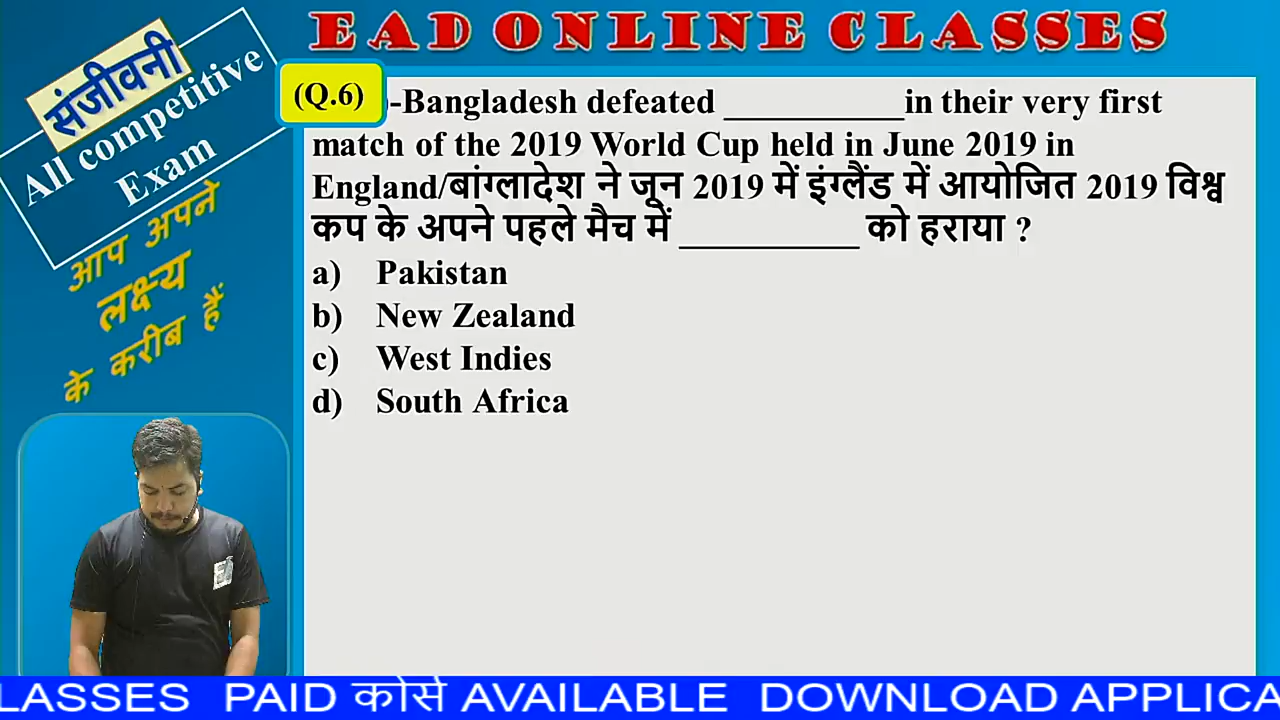 EAD ONLINE CLASSES
संजीवनी
All competitive
Exam
आप अपने
लक्ष्य
के करीब हैं
(Q.6)
-Bangladesh defeated __________in their very first
match of the 2019 World Cup held in June 2019 in
England/बांग्लादेश ने जून 2019 में इंग्लैंड में आयोजित 2019 विश्व
कप के अपने पहले मैच में __________ को हराया ?
a) Pakistan
b) New Zealand
c) West Indies
d) South Africa
LASSES PAID कोर्स AVAILABLE DOWNLOAD APPLICA